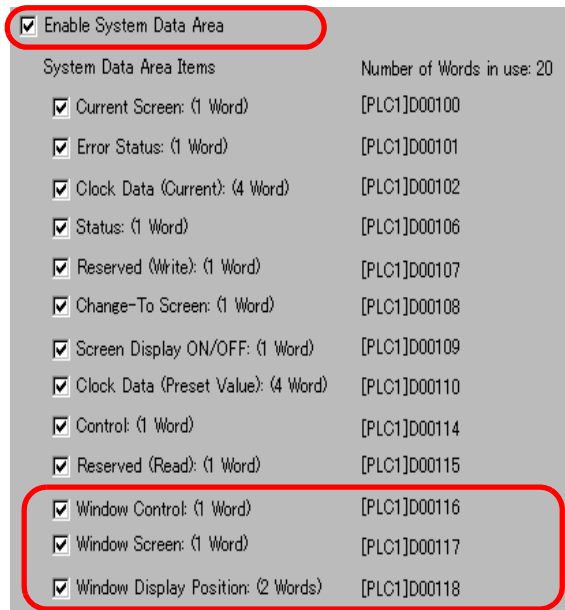 Enable System Data Area
System Data Area Items Number of Words in use: 20
Current Screen: (1 Word) [PLC1]D00100
Error Status: (1 Word) [PLC1]D00101
Clock Data (Current): (4 Word) [PLC1]D00102
Status: (1 Word) [PLC1]D00106
Reserved (Write): (1 Word) [PLC1]D00107
Change-To Screen: (1 Word) [PLC1]D00108
Screen Display ON/OFF: (1 Word) [PLC1]D00109
Clock Data (Preset Value): (4 Word) [PLC1]D00110
Control: (1 Word) [PLC1]D00114
Reserved (Read): (1 Word) [PLC1]D00115
Window Control: (1 Word) [PLC1]D00116
Window Screen: (1 Word) [PLC1]D00117
Window Display Position: (2 Words) [PLC1]D00118